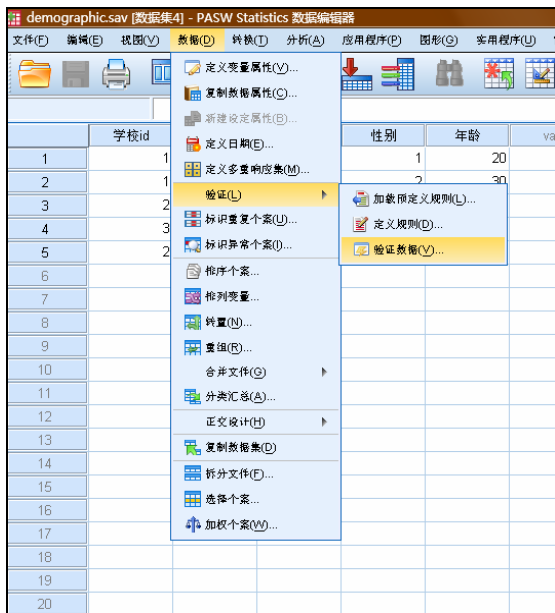 demographic.sav [数据集4] - PASW Statistics 数据编辑器
文件(F) 编辑(E) 视图(V) 数据(D) 转换(T) 分析(A) 应用程序(P) 图形(G) 实用程序(U)
定义变量属性(V)...
复制数据属性(C)...
新建设定属性(B)...
定义日期(E)...
定义多重响应集(M)...
验证(L)
加载预定义规则(L)...
定义规则(D)...
验证数据(V)...
标识重复个案(U)...
标识异常个案(I)...
排序个案...
排列变量...
转置(N)...
重组(R)...
合并文件(G)
分类汇总(A)...
正交设计(H)
复制数据集(D)
拆分文件(F)...
选择个案...
加权个案(W)...
学校id 性别 年龄 va
1 1 1 20
2 1 2 30
3 2
4 3
5 2
6
7
8
9
10
11
12
13
14
15
16
17
18
19
20